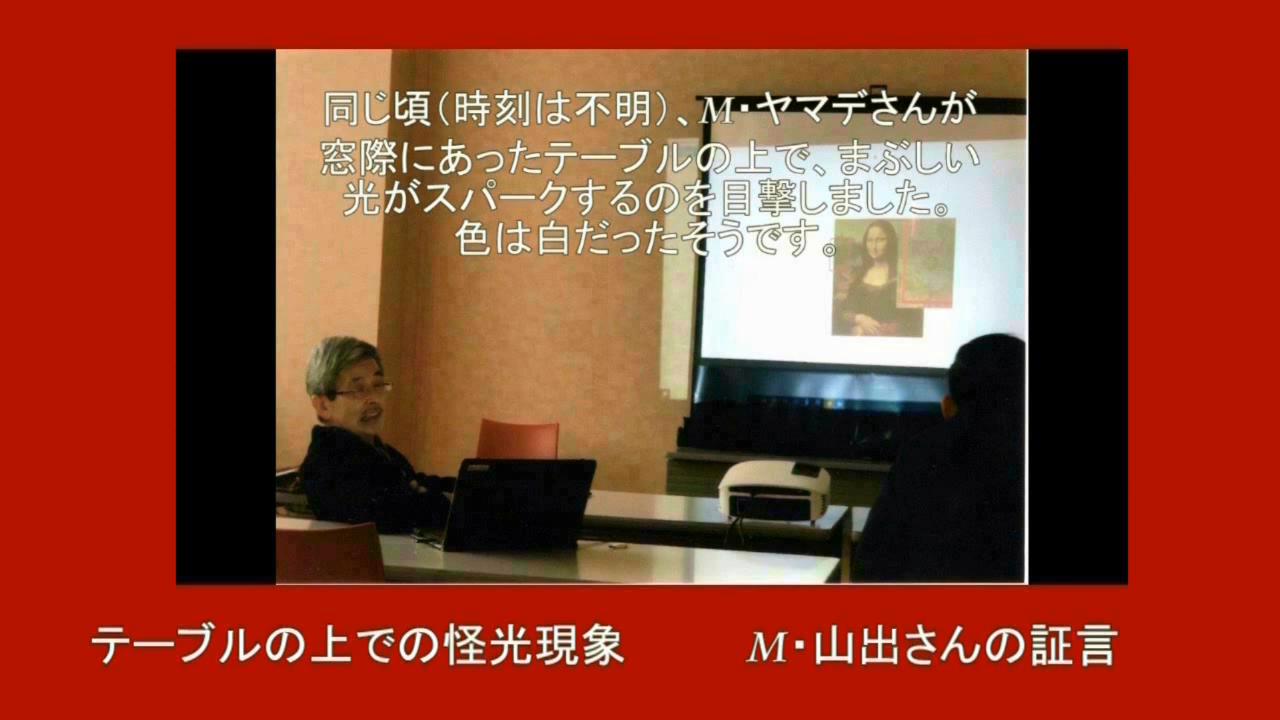 同じ頃（時刻は不明）、M・ヤマデさんが
窓際にあったテーブルの上で、まぶしい
光がスパークするのを目撃しました。
色は白だったそうです。
テーブルの上での怪光現象 M・山出さんの証言